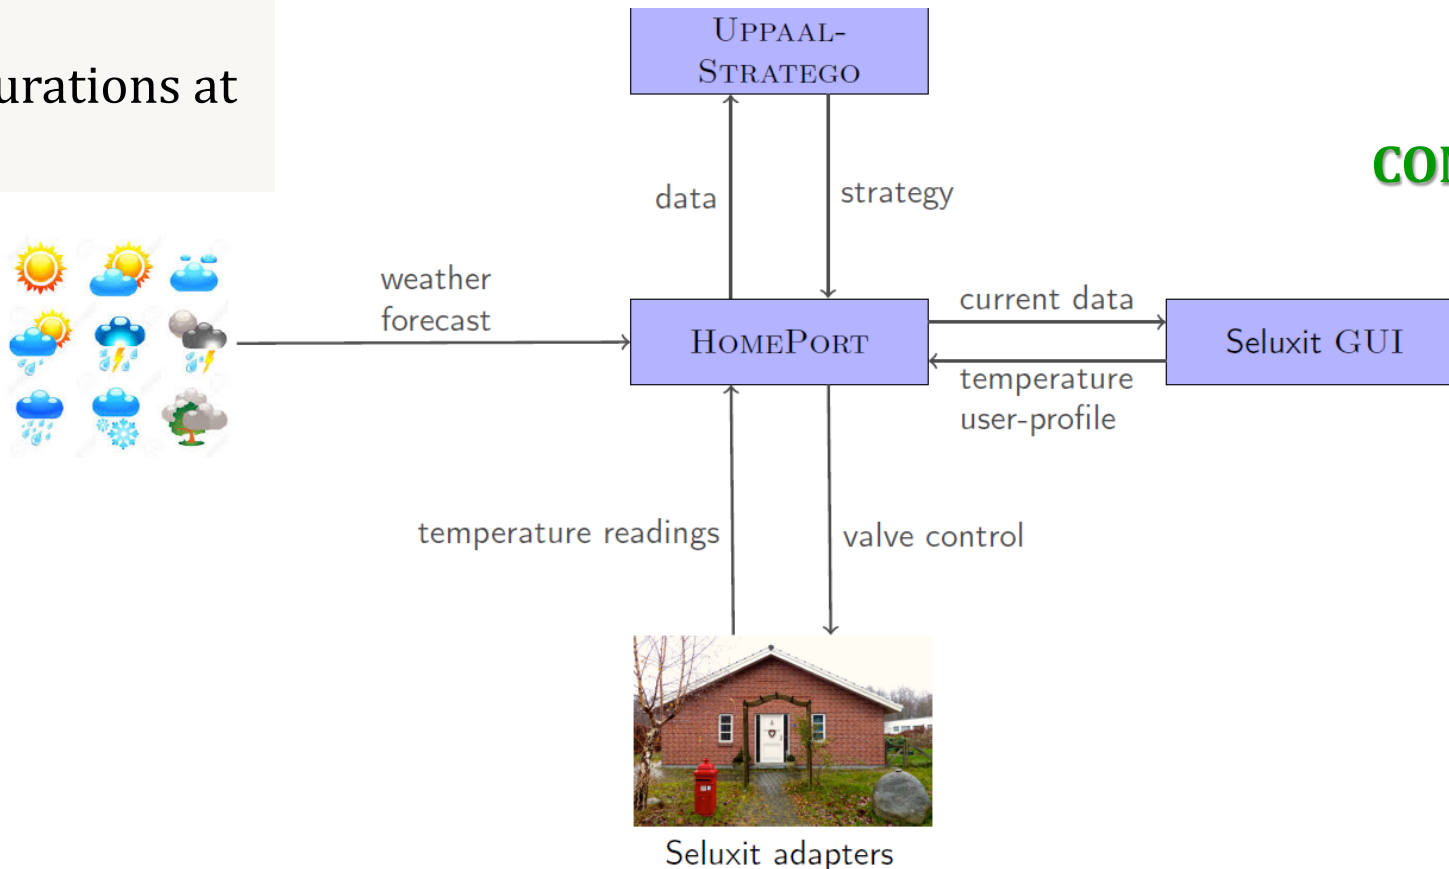 UPPAAL-
STRATEGO
urations at
data
strategy
weather
forecast
current data
HOMEPORT
Seluxit GUI
temperature
user-profile
temperature readings
valve control
Seluxit adapters